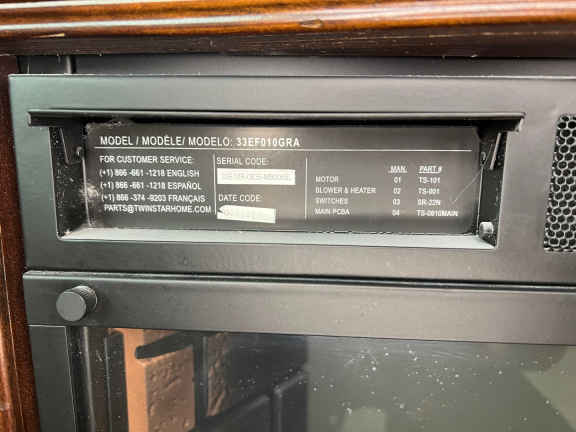 MODEL / MODÈLE/ MODELO: 33EF010GRA
FOR CUSTOMER SERVICE:
(+1) 866 -661 -1218 ENGLISH
(+1) 866 -661 -1218 ESPAÑOL
(+1) 866 -374 -9203 FRANÇAIS
PARTS@TWINSTARHOME.COM
SERIAL CODE:
DATE CODE:
MAN. PART #
MOTOR 01 TS-101
BLOWER & HEATER 02 TS-001
SWITCHES 03 SR-22N
MAIN PCBA 04 TS-0810MAIN